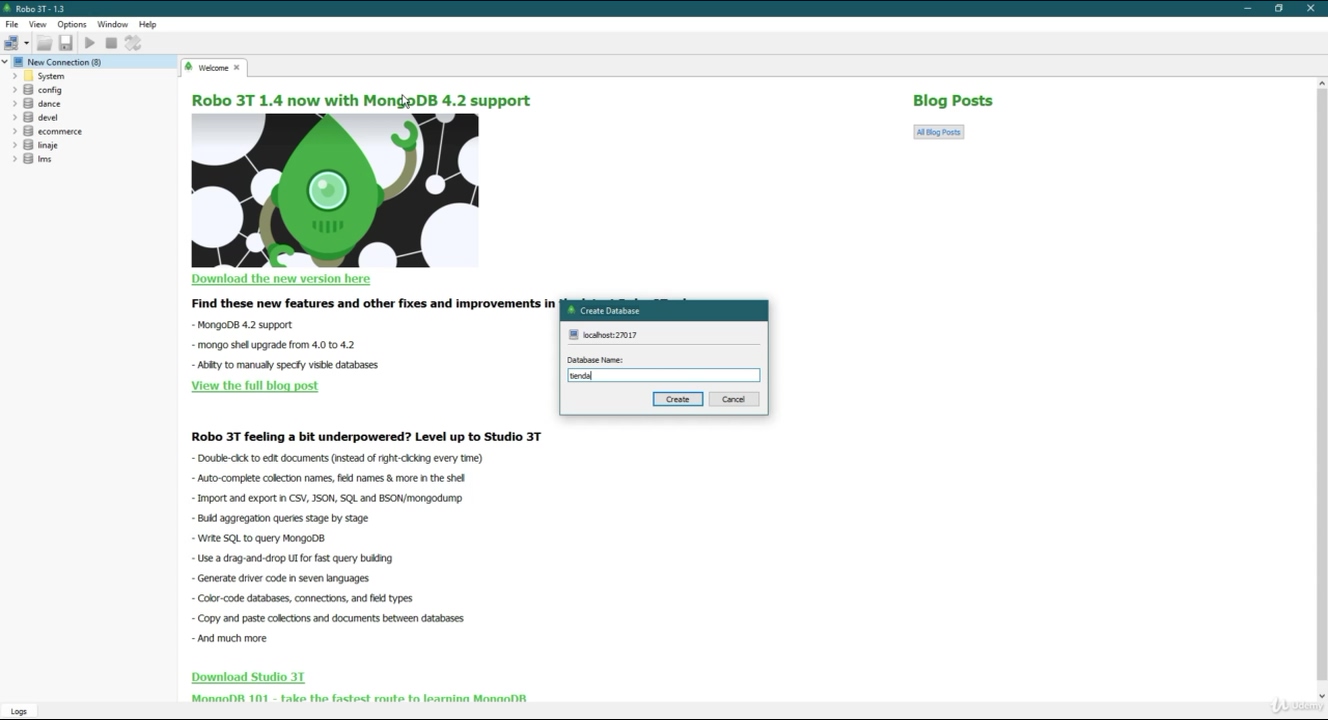 Robo 3T - 1.3
File View Options Window Help
New Connection (8)
System
config
dance
devel
ecommerce
linaje
lms
Welcome
Robo 3T 1.4 now with MongoDB 4.2 support
Download the new version here
Find these new features and other fixes and improvements in
- MongoDB 4.2 support
- mongo shell upgrade from 4.0 to 4.2
- Ability to manually specify visible databases
View the full blog post
Robo 3T feeling a bit underpowered? Level up to Studio 3T
- Double-click to edit documents (instead of right-clicking every time)
- Auto-complete collection names, field names & more in the shell
- Import and export in CSV, JSON, SQL and BSON/mongodump
- Build aggregation queries stage by stage
- Write SQL to query MongoDB
- Use a drag-and-drop UI for fast query building
- Generate driver code in seven languages
- Color-code databases, connections, and field types
- Copy and paste collections and documents between databases
- And much more
Download Studio 3T
MongoDB 101 - take the fastest route to learning MongoDB
Blog Posts
All Blog Posts
Create Database
localhost:27017
Database Name:
tienda
Create Cancel
Logs
Udemy